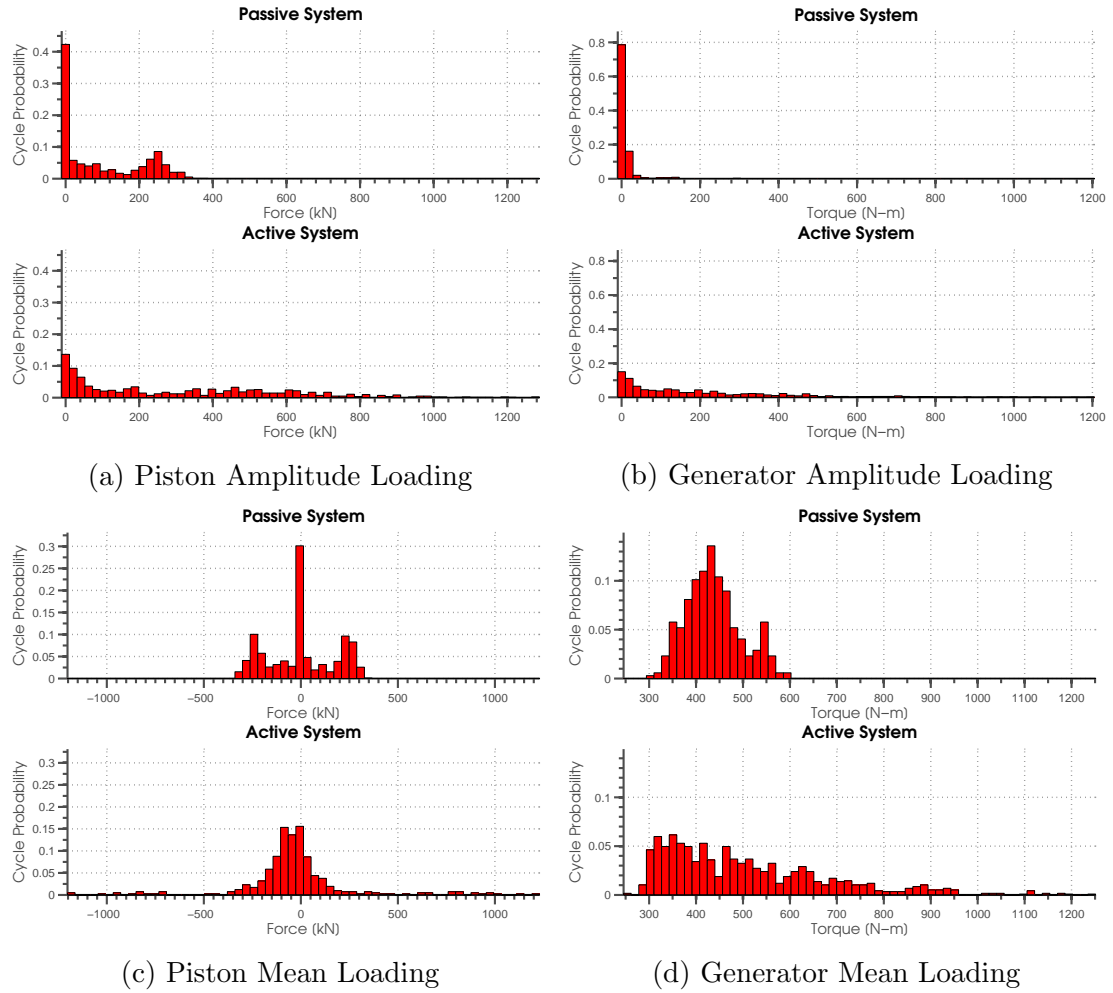 Passive System
Cycle Probability
0.4
0.3
0.2
0.1
0
0 200 400 600 800 1000 1200
Force (kN)
Active System
Cycle Probability
0.4
0.3
0.2
0.1
0
0 200 400 600 800 1000 1200
Force (kN)
(a) Piston Amplitude Loading
Passive System
Cycle Probability
0.8
0.6
0.4
0.2
0
0 200 400 600 800 1000 1200
Torque (N-m)
Active System
Cycle Probability
0.8
0.6
0.4
0.2
0
0 200 400 600 800 1000 1200
Torque (N-m)
(b) Generator Amplitude Loading
Passive System
Cycle Probability
0.3
0.25
0.2
0.15
0.1
0.05
0
−1000 −500 0 500 1000
Force (kN)
Active System
Cycle Probability
0.3
0.25
0.2
0.15
0.1
0.05
0
−1000 −500 0 500 1000
Force (kN)
(c) Piston Mean Loading
Passive System
Cycle Probability
0.1
0.05
0
300 400 500 600 700 800 900 1000 1100 1200
Torque (N-m)
Active System
Cycle Probability
0.1
0.05
0
300 400 500 600 700 800 900 1000 1100 1200
Torque (N-m)
(d) Generator Mean Loading